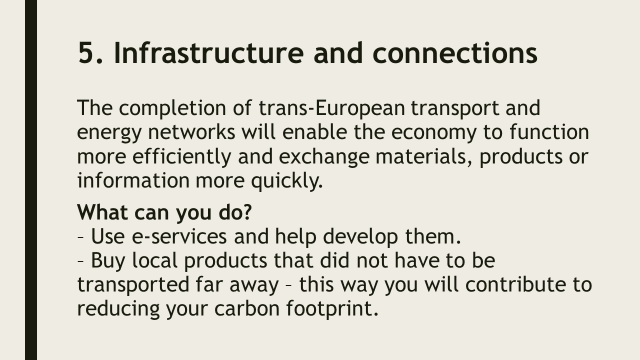 5. Infrastructure and connections
The completion of trans-European transport and
energy networks will enable the economy to function
more efficiently and exchange materials, products or
information more quickly.
What can you do?
– Use e-services and help develop them.
– Buy local products that did not have to be
transported far away – this way you will contribute to
reducing your carbon footprint.